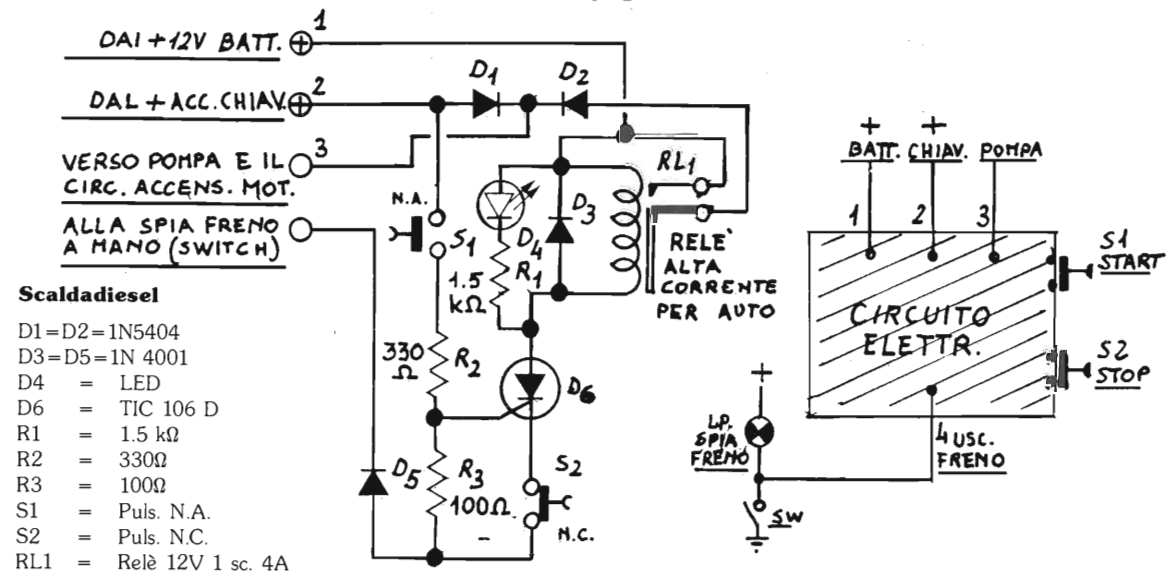 DAI +12V BATT.
1
DAL + ACC. CHIAV.
2
VERSO POMPA E IL
CIRC. ACCENS. MOT.
3
ALLA SPIA FRENO
A MANO (SWITCH)
Scaldadiesel
D1=D2=1N5404
D3=D5=1N 4001
D4 = LED
D6 = TIC 106 D
R1 = 1.5 kΩ
R2 = 330Ω
R3 = 100Ω
S1 = Puls. N.A.
S2 = Puls. N.C.
RL1 = Relè 12V 1 sc. 4A
D1
D2
N.A.
S1
D4
R1
1.5
kΩ
D3
RL1
RELE'
ALTA
CORRENTE
PER AUTO
330
Ω
R2
D6
D5
R3
100Ω.
S2
N.C.
-
+
BATT.
+
CHIAV.
POMPA
1
2
3
CIRCUITO
ELETTR.
S1
START
S2
STOP
+
LP.
SPIA
FRENO
4 USC.
FRENO
SW